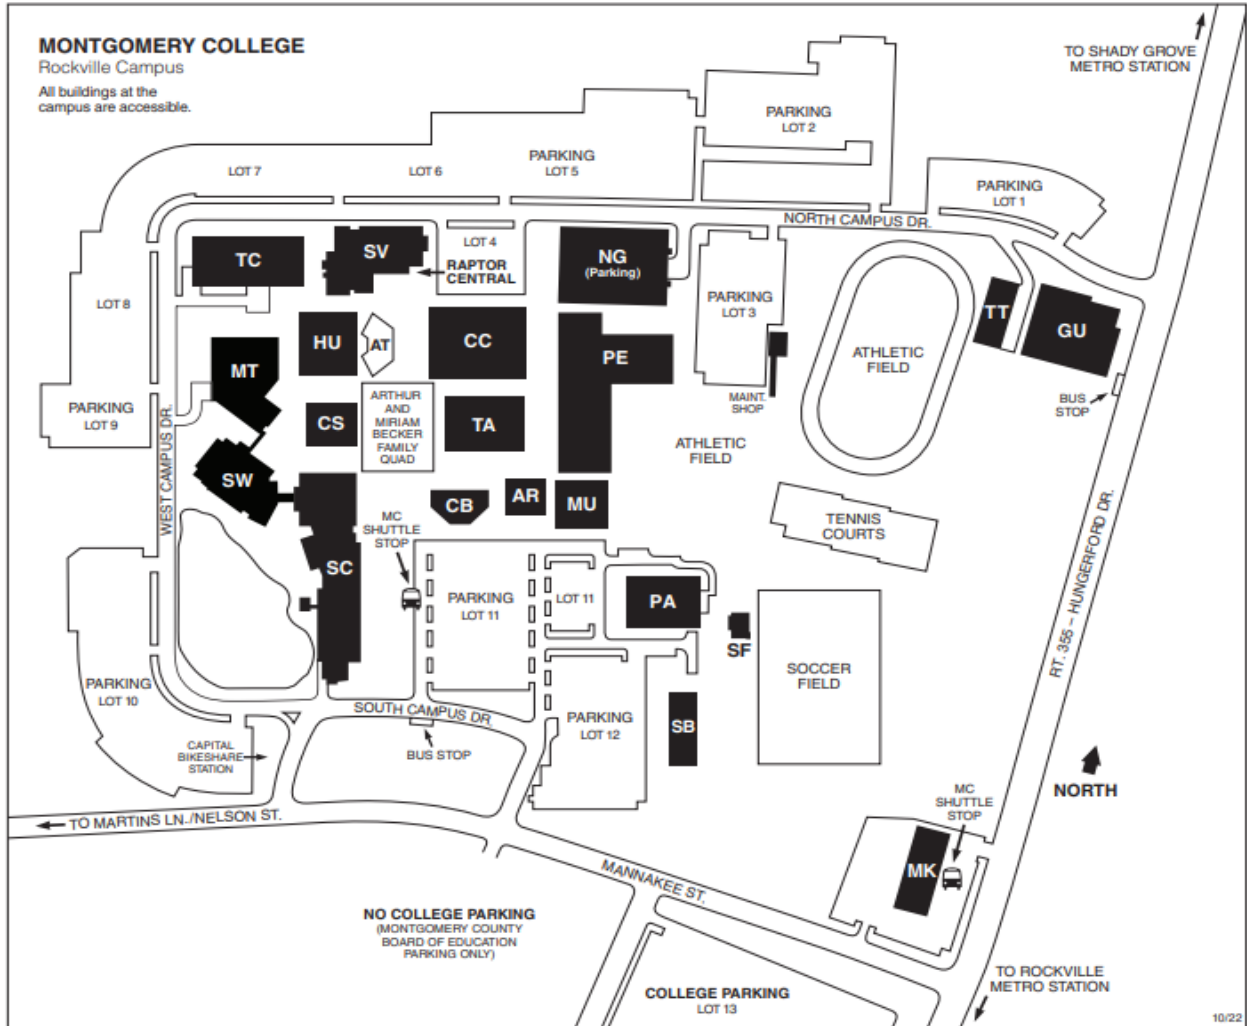 MONTGOMERY COLLEGE
Rockville Campus
All buildings at the
campus are accessible.
TO SHADY GROVE
METRO STATION
PARKING
LOT 2
LOT 7
LOT 6
PARKING
LOT 5
PARKING
LOT 1
NORTH CAMPUS DR.
TC
SV
LOT 4
RAPTOR
CENTRAL
NG
(Parking)
PARKING
LOT 3
LOT 8
HU
AT
CC
PE
TT
GU
ATHLETIC
FIELD
MT
MAINT.
SHOP
BUS
STOP
PARKING
LOT 9
WEST CAMPUS DR.
CS
ARTHUR
AND
MIRIAM
BECKER
FAMILY
QUAD
TA
ATHLETIC
FIELD
SW
CB
AR
MU
MC
SHUTTLE
STOP
TENNIS
COURTS
RT. 355 – HUNGERFORD DR.
SC
PARKING
LOT 11
LOT 11
PA
SF
SOCCER
FIELD
PARKING
LOT 10
SOUTH CAMPUS DR.
PARKING
LOT 12
SB
CAPITAL
BIKESHARE
STATION
BUS STOP
NORTH
MC
SHUTTLE
STOP
TO MARTINS LN./NELSON ST.
MANNAKEE ST.
MK
NO COLLEGE PARKING
(MONTGOMERY COUNTY
BOARD OF EDUCATION
PARKING ONLY)
COLLEGE PARKING
LOT 13
TO ROCKVILLE
METRO STATION
10/22